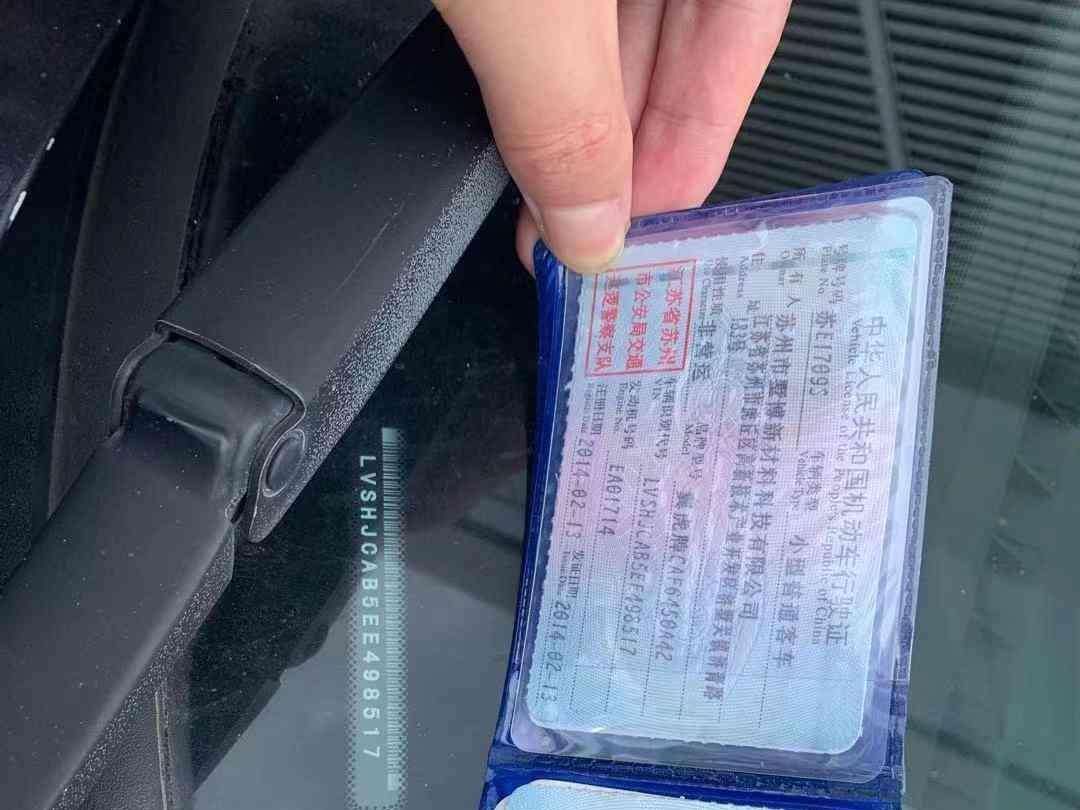 中华人民共和国机动车行驶证
Vehicle License of the People's Republic of China
号牌号码 苏E1709S 车辆类型 小型普通客车
Plate No. Vehicle Type
所有人 苏州市
博新材料科技有限公司
Owner
住址 江苏省苏州市
Address
使用性质 非营运 品牌型号 翼虎牌CAF6450A42
Use Character Model
江苏省苏州
市公安局交通
巡逻警察支队
车辆识别代号 LVSHJCAB5EE498517
VIN
发动机号码 EA01714
Engine No.
注册日期 2014-02-13 发证日期 2014-02-13
Register Date Issue Date
LVSHJCAB5EE498517